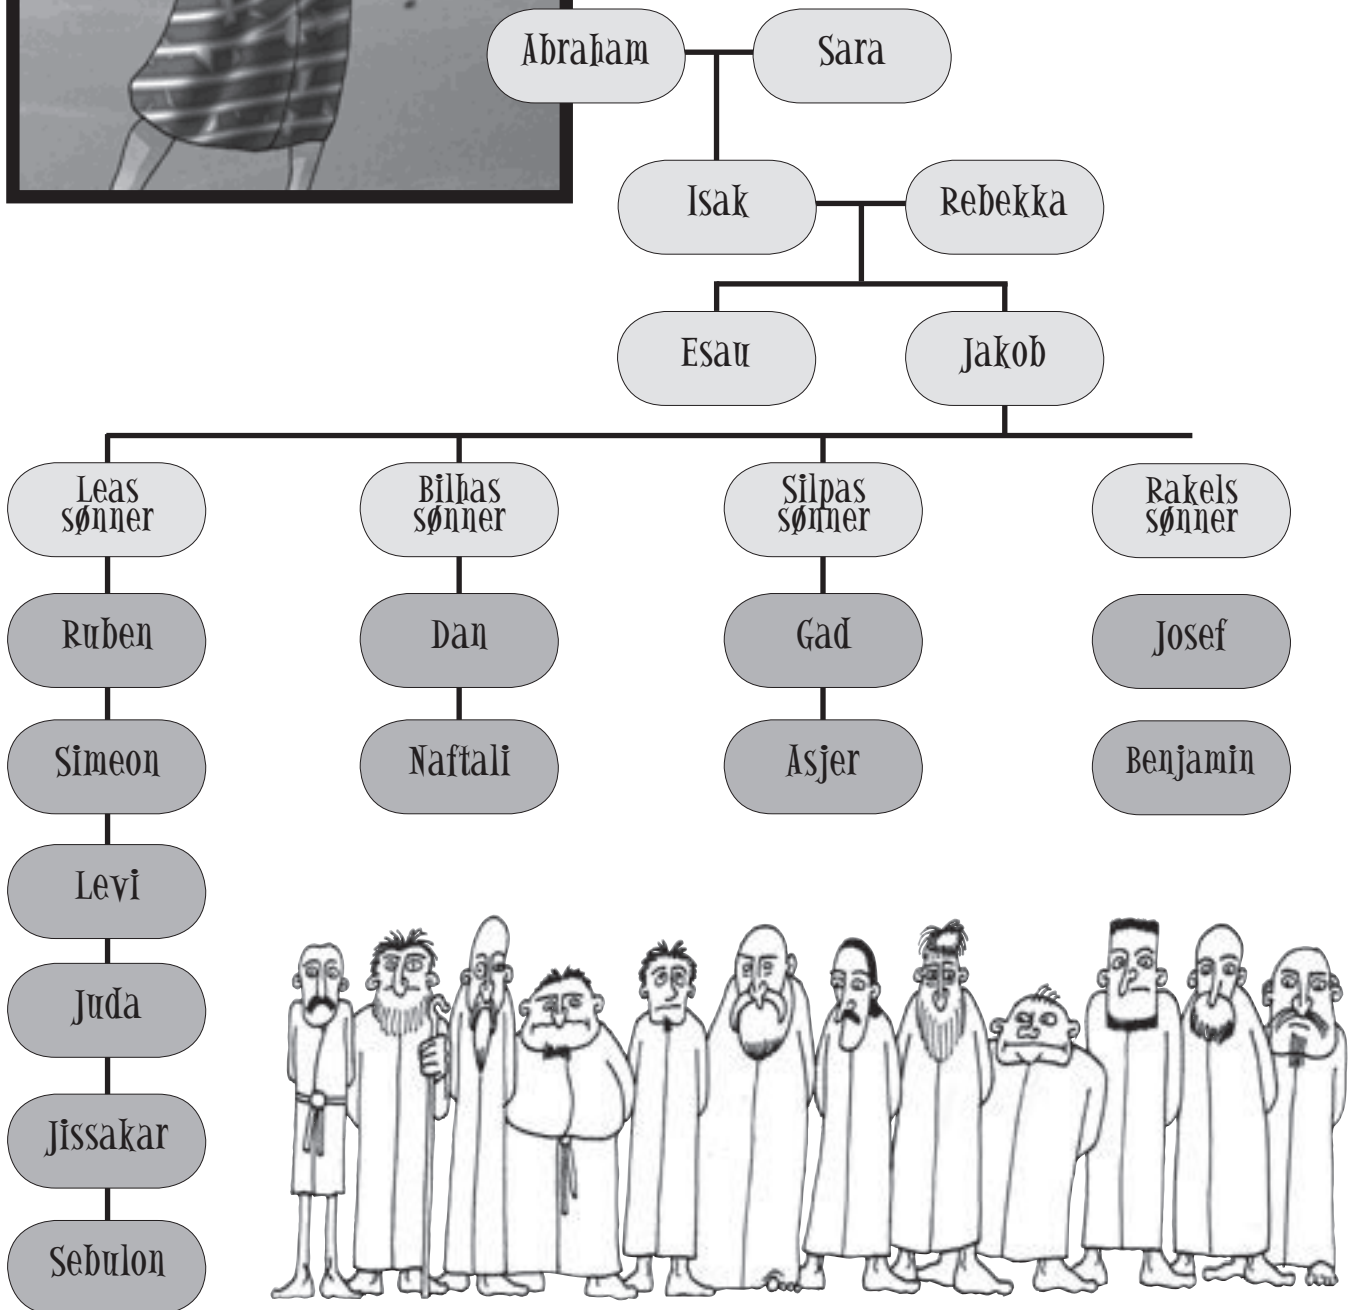 Abraham
Sara
Isak
Rebekka
Esau
Jakob
Leas
sønner
Bilhas
sønner
Silpas
sønner
Rakels
sønner
Ruben
Dan
Gad
Josef
Simeon
Naftali
Asjer
Benjamin
Levi
Juda
Jissakar
Sebulon